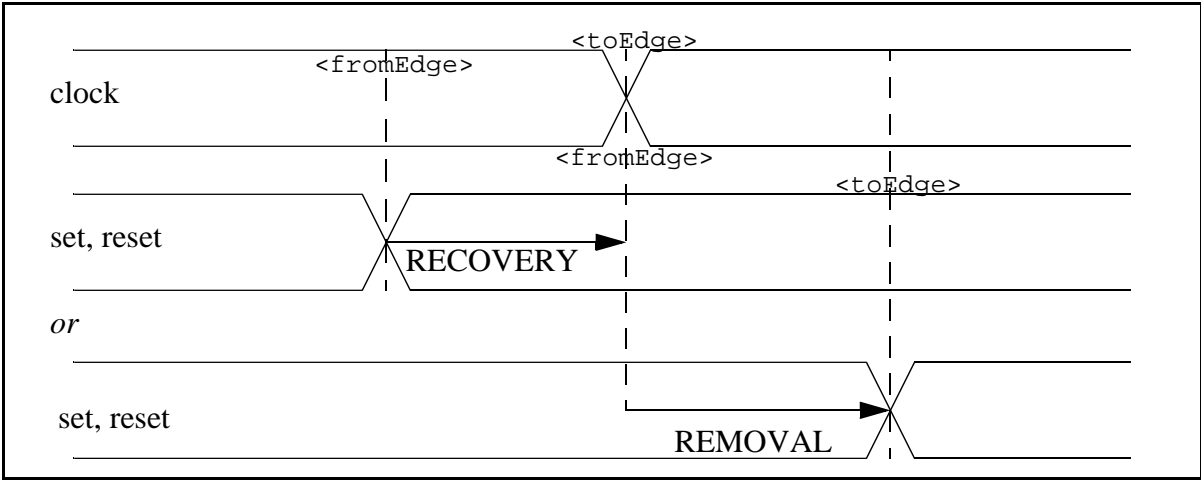 <toEdge>
<fromEdge>
clock
<fromEdge>
<toEdge>
set, reset
RECOVERY
or
set, reset
REMOVAL